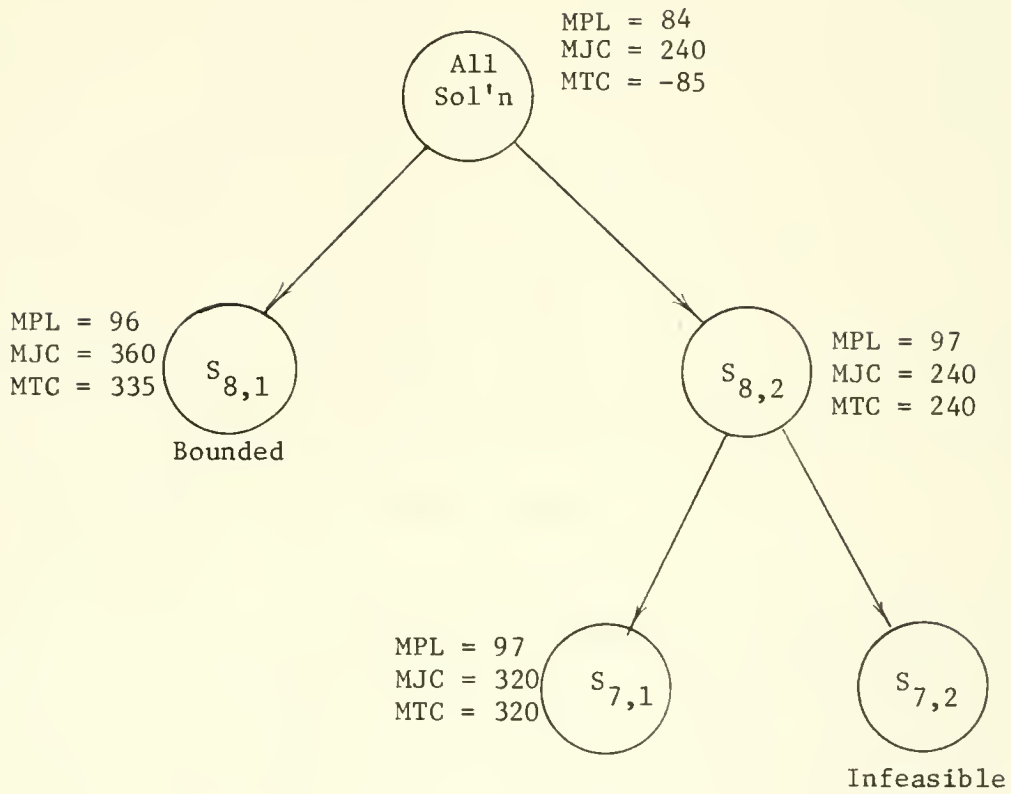 MPL = 84
MJC = 240
MTC = -85
All
Sol'n
MPL = 96
MJC = 360
MTC = 335
S8,1
Bounded
S8,2
MPL = 97
MJC = 240
MTC = 240
MPL = 97
MJC = 320
MTC = 320
S7,1
S7,2
Infeasible